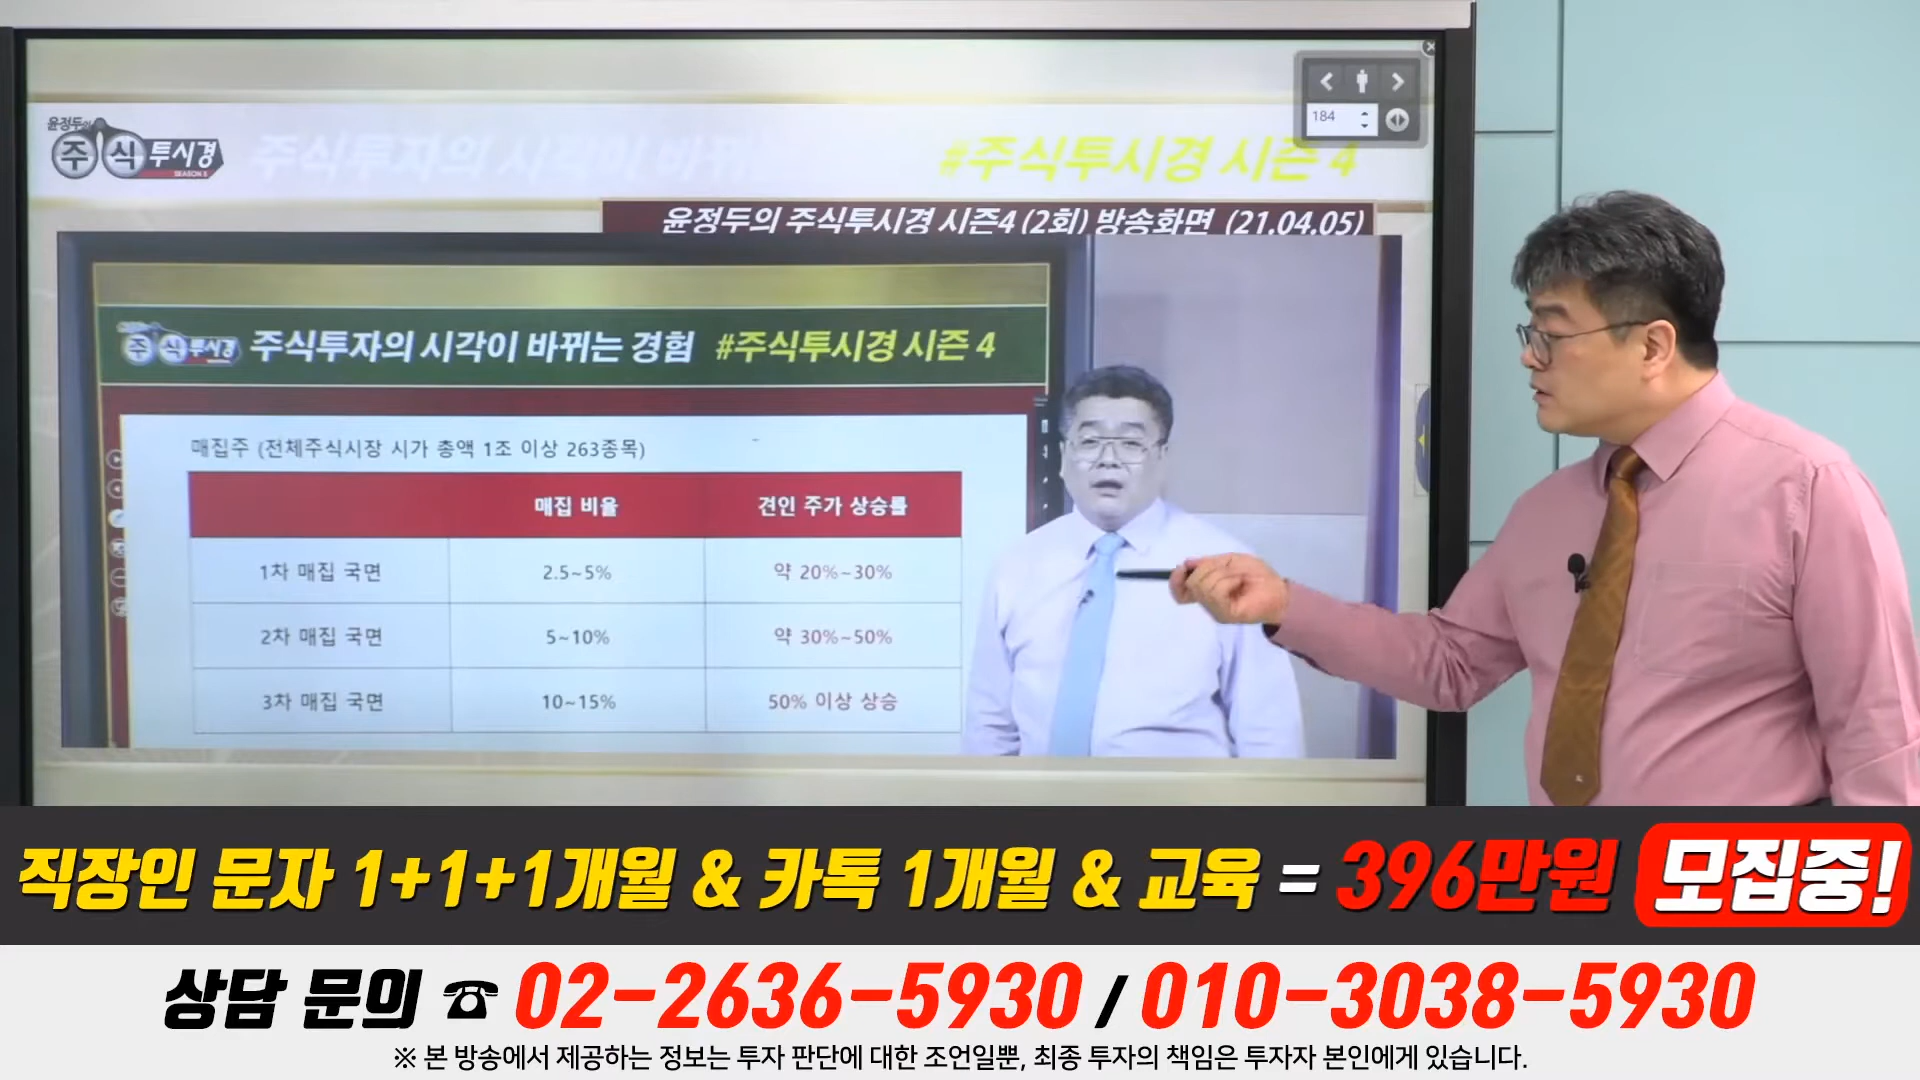 184
윤정두의
주식투시경
SEASON 5
주식투자의 시각이 바뀌
#주식투시경 시즌 4
윤정두의 주식투시경 시즌4 (2회) 방송화면 (21.04.05)
주식투시경
주식투자의 시각이 바뀌는 경험 #주식투시경 시즌 4
매집주 (전체주식시장 시가 총액 1조 이상 263종목)
매집 비율 견인 주가 상승률
1차 매집 국면 2.5~5% 약 20%~30%
2차 매집 국면 5~10% 약 30%~50%
3차 매집 국면 10~15% 50% 이상 상승
직장인 문자 1+1+1개월 & 카톡 1개월 & 교육 = 396만원 모집중!
상담 문의 ☎ 02-2636-5930 / 010-3038-5930
※ 본 방송에서 제공하는 정보는 투자 판단에 대한 조언일뿐, 최종 투자의 책임은 투자자 본인에게 있습니다.